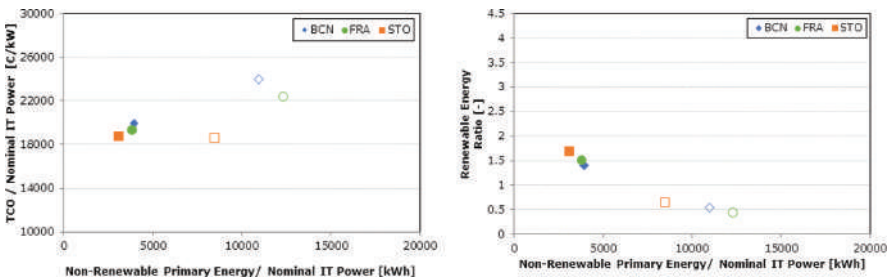 TCO / Nominal IT Power [€/kW]
30000
26000
22000
18000
14000
10000
BCN FRA STO
0 5000 10000 15000 20000
Non-Renewable Primary Energy/ Nominal IT Power [kWh]
Renewable Energy
Ratio [-]
4.5
4
3.5
3
2.5
2
1.5
1
0.5
0
BCN FRA STO
0 5000 10000 15000 20000
Non-Renewable Primary Energy/ Nominal IT Power [kWh]